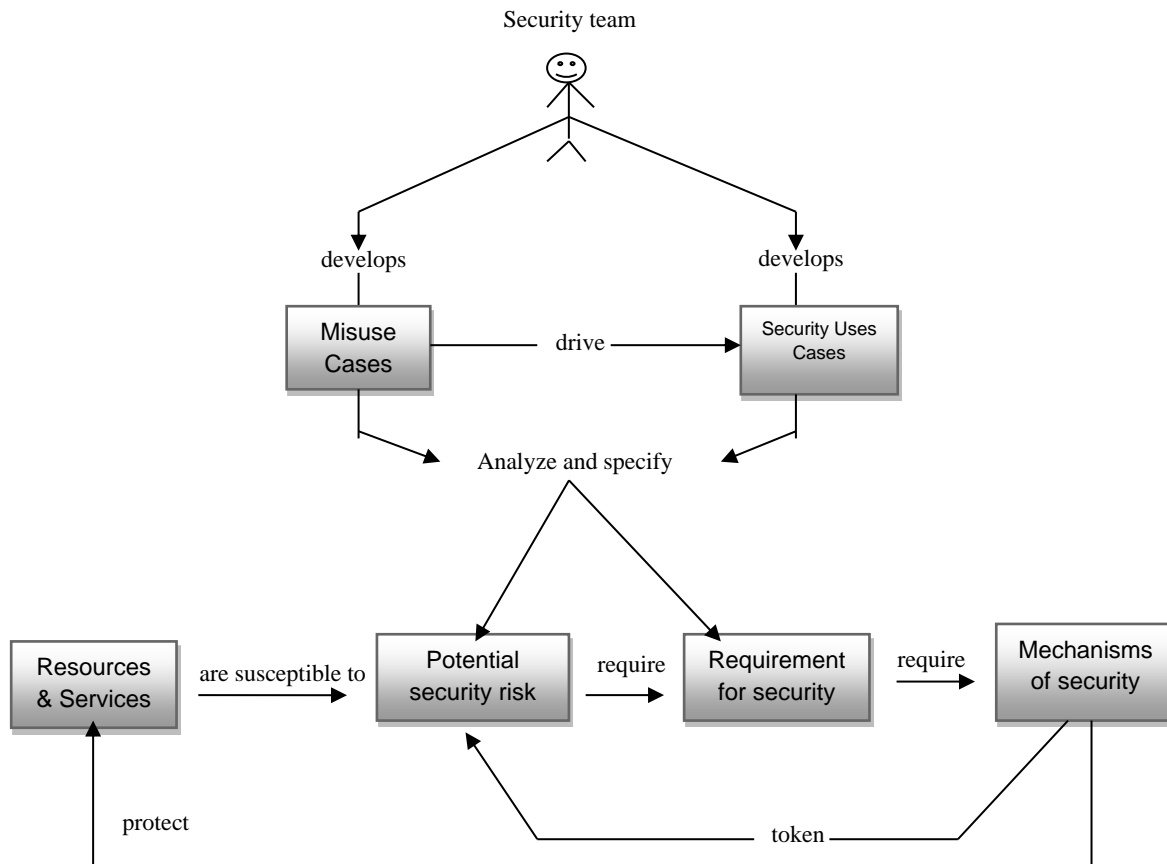 Security team
develops
develops
Misuse
Cases
drive
Security Uses
Cases
Analyze and specify
Resources
& Services
are susceptible to
Potential
security risk
require
Requirement
for security
require
Mechanisms
of security
protect
token